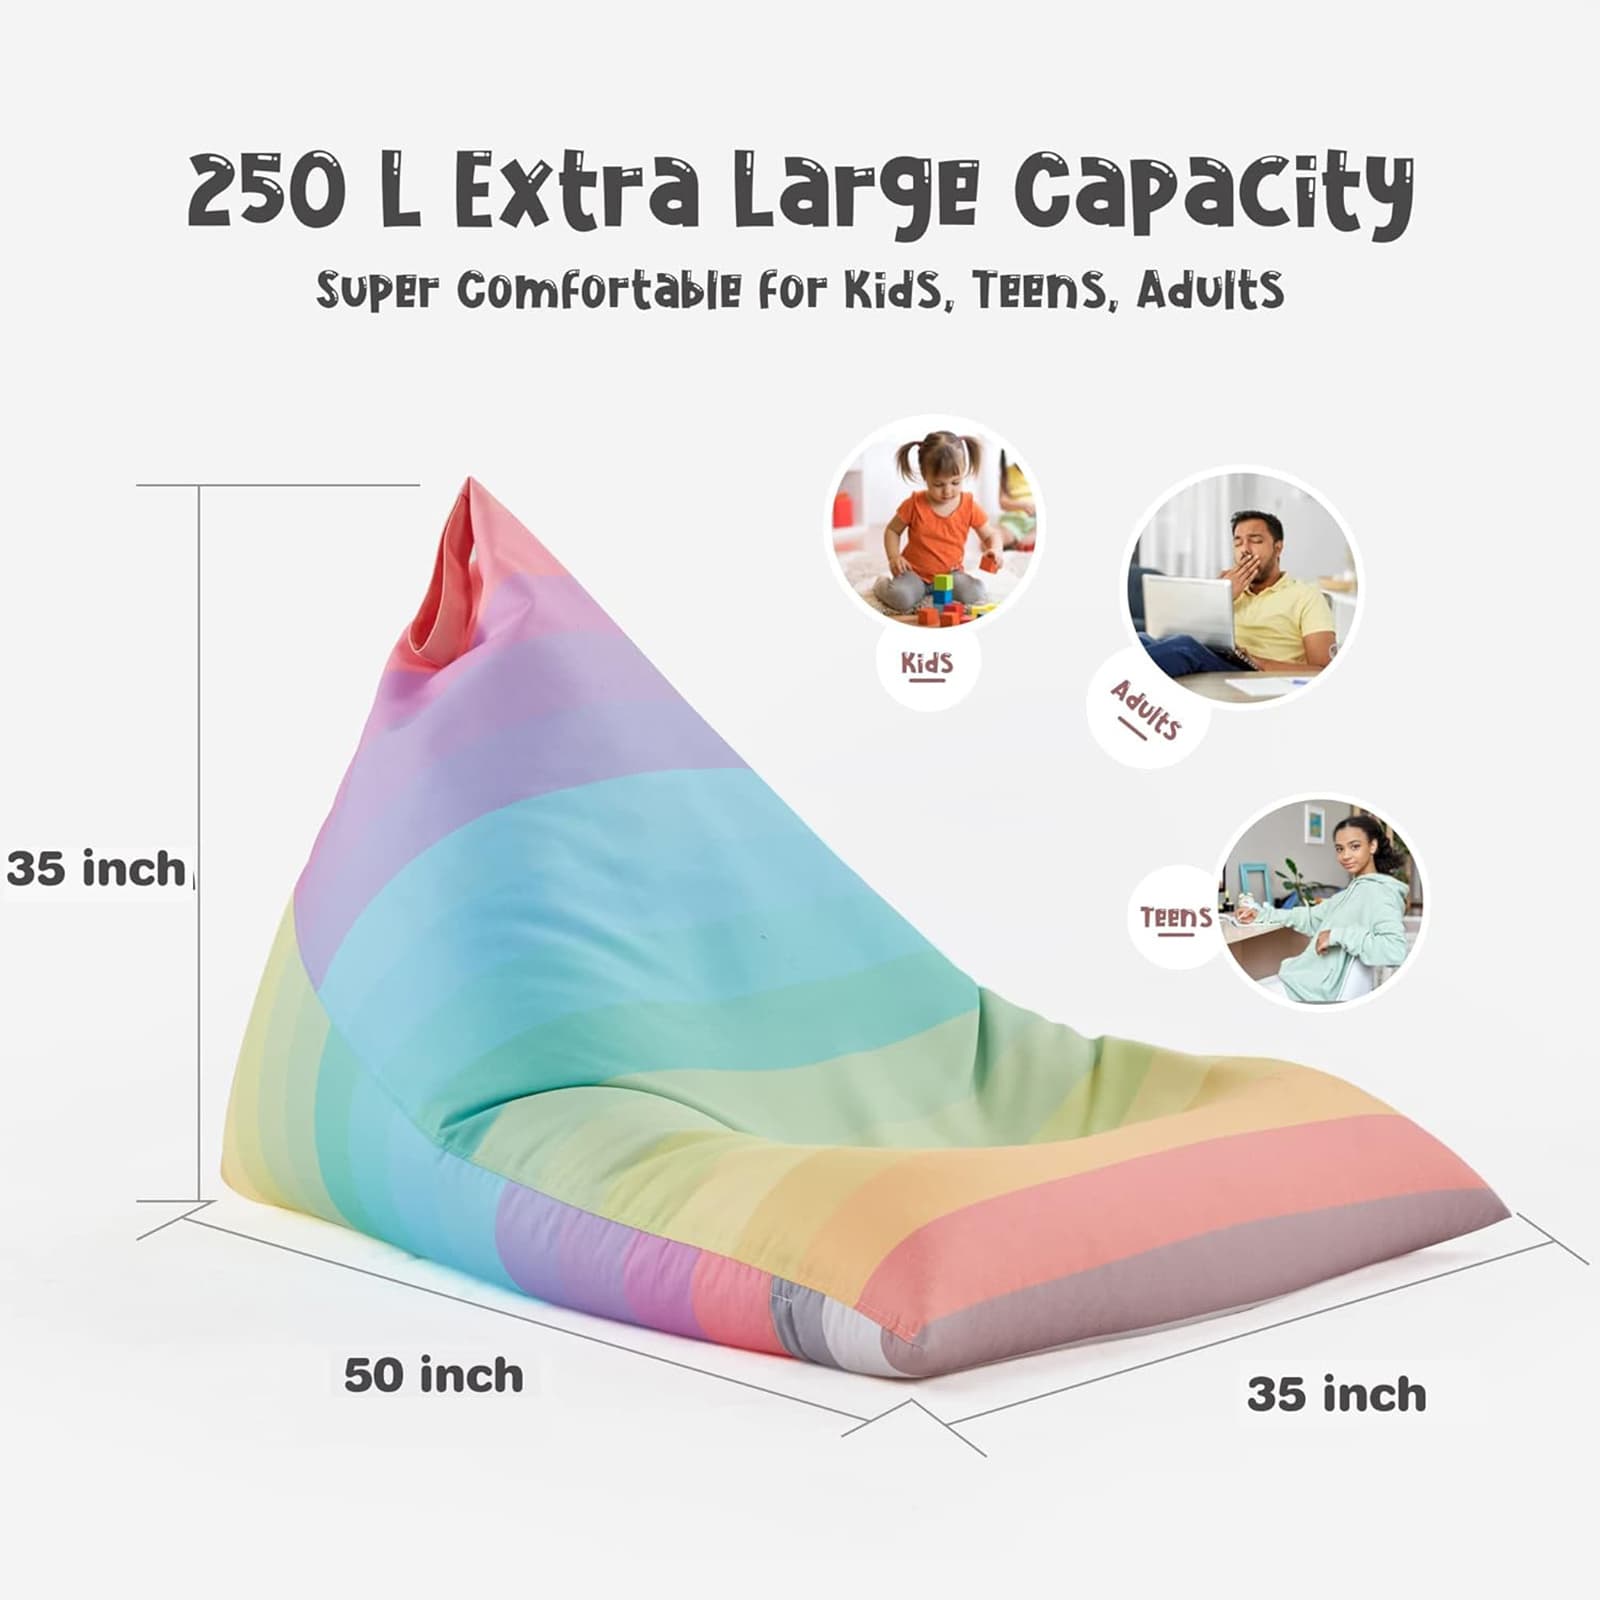 250 L Extra Large Capacity
Super Comfortable for Kids, Teens, Adults
Kids
Adults
Teens
35 inch
50 inch
35 inch